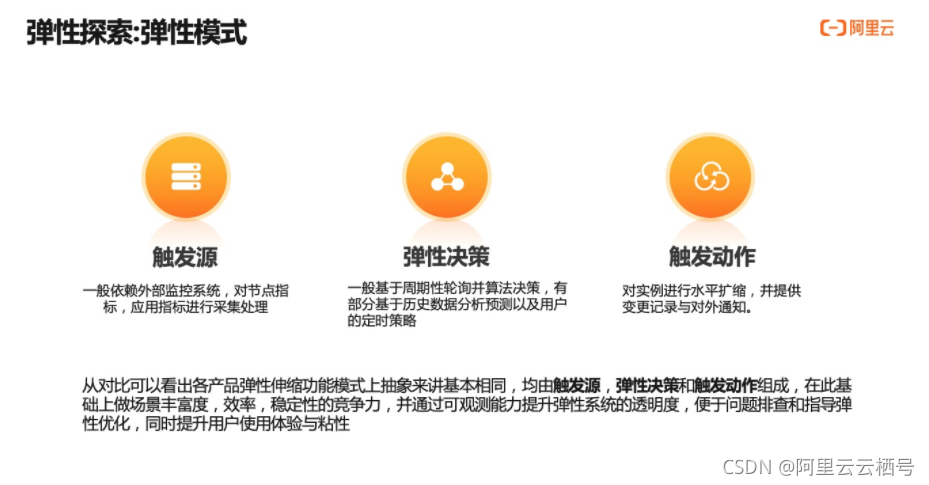 弹性探索:弹性模式
阿里云
触发源
弹性决策
触发动作
一般依赖外部监控系统，对节点指
标，应用指标进行采集处理
一般基于周期性轮询并算法决策，有
部分基于历史数据分析预测以及用户
的定时策略
对实例进行水平扩缩，并提供
变更记录与对外通知。
从对比可以看出各产品弹性伸缩功能模式上抽象来讲基本相同，均由触发源，弹性决策和触发动作组成，在此基
础上做场景丰富度，效率，稳定性的竞争力，并通过可观测能力提升弹性系统的透明度，便于问题排查和指导弹
性优化，同时提升用户使用体验与粘性
CSDN @阿里云云栖号